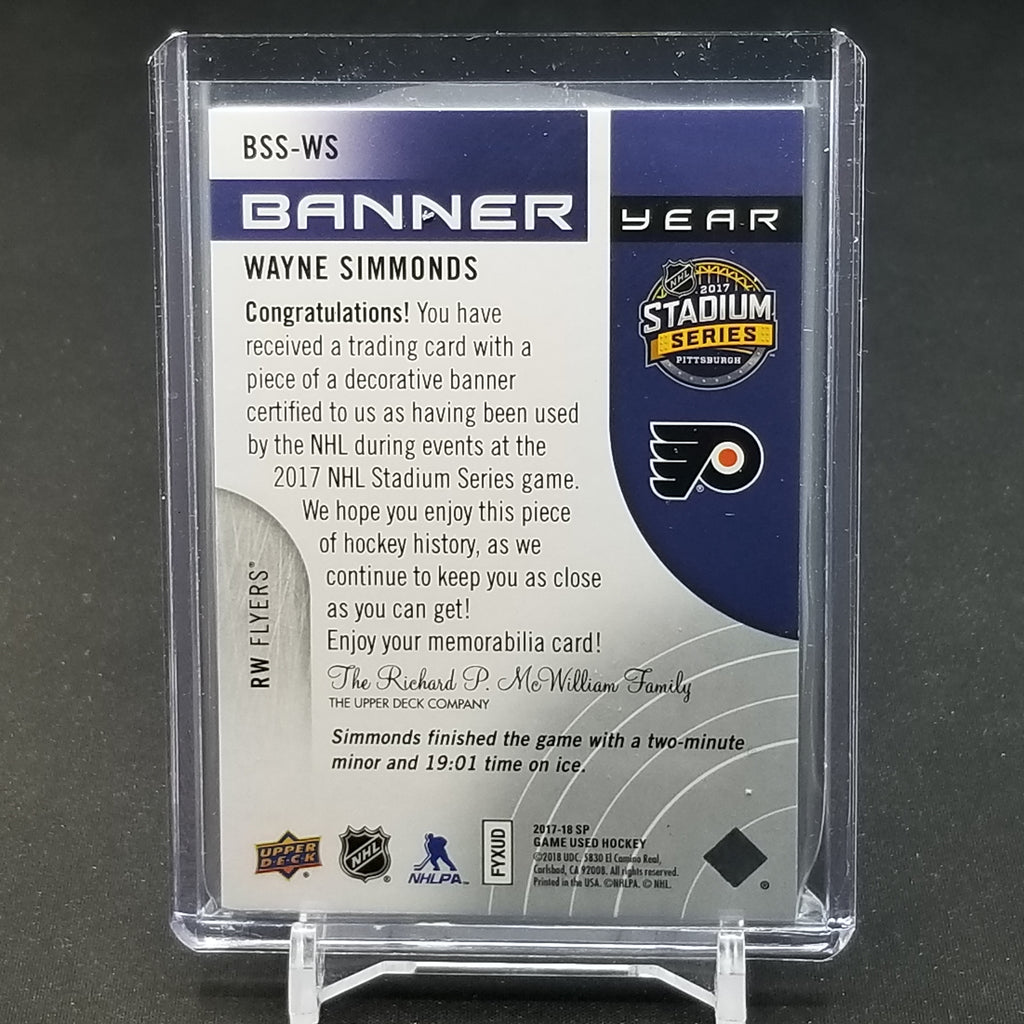 BSS-WS
BANNER YEAR
WAYNE SIMMONDS
Congratulations! You have
received a trading card with a
piece of a decorative banner
certified to us as having been used
by the NHL during events at the
2017 NHL Stadium Series game.
We hope you enjoy this piece
of hockey history, as we
continue to keep you as close
as you can get!
Enjoy your memorabilia card!
The Richard P. McWilliam Family
THE UPPER DECK COMPANY
Simmonds finished the game with a two-minute
minor and 19:01 time on ice.
NHL
2017
STADIUM
SERIES
PITTSBURGH
RW FLYERS®
UPPER
DECK
NHL
NHLPA
FYXUD
2017-18 SP
GAME USED HOCKEY
©2018 UDC. 5830 El Camino Real,
Carlsbad, CA 92008. All rights reserved.
Printed in the USA. ©NHLPA. © NHL.